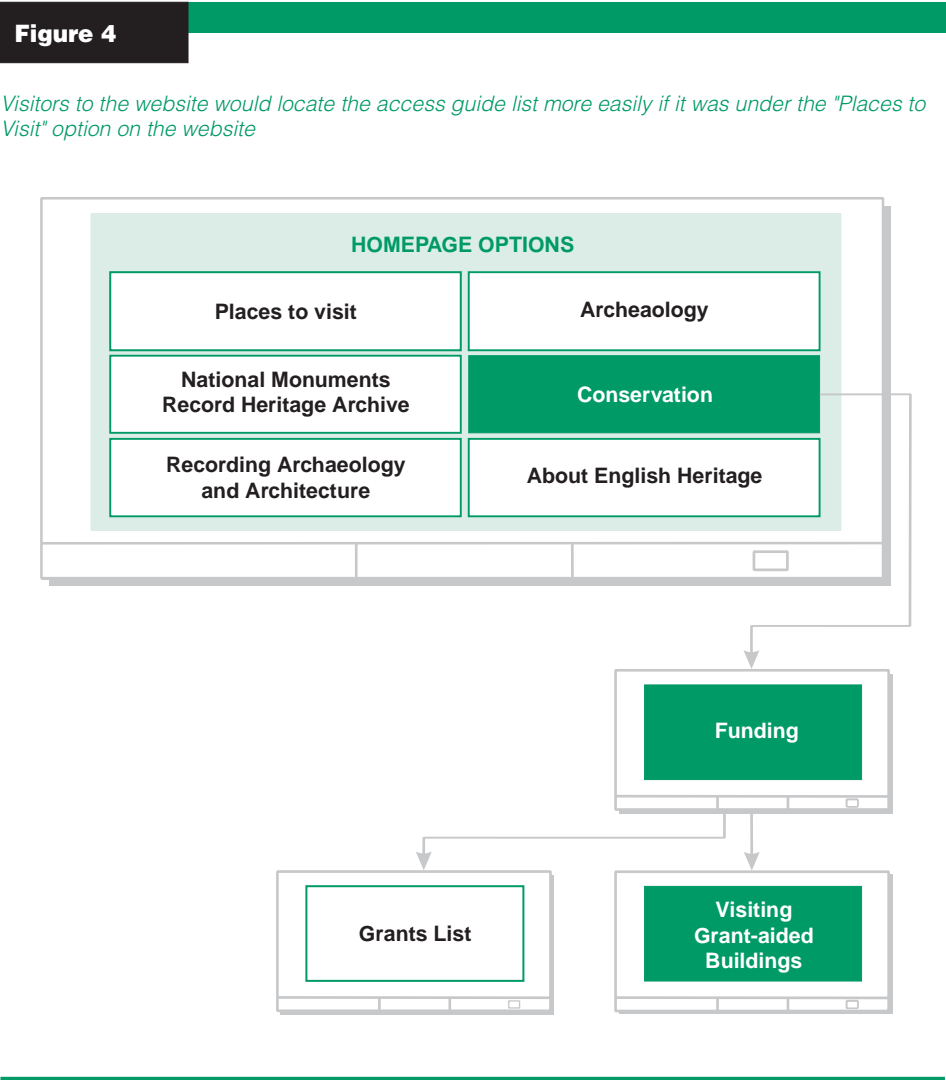 Figure 4
Visitors to the website would locate the access guide list more easily if it was under the "Places to
Visit" option on the website
HOMEPAGE OPTIONS
Places to visit
Archeaology
National Monuments
Record Heritage Archive
Conservation
Recording Archaeology
and Architecture
About English Heritage
Funding
Grants List
Visiting
Grant-aided
Buildings